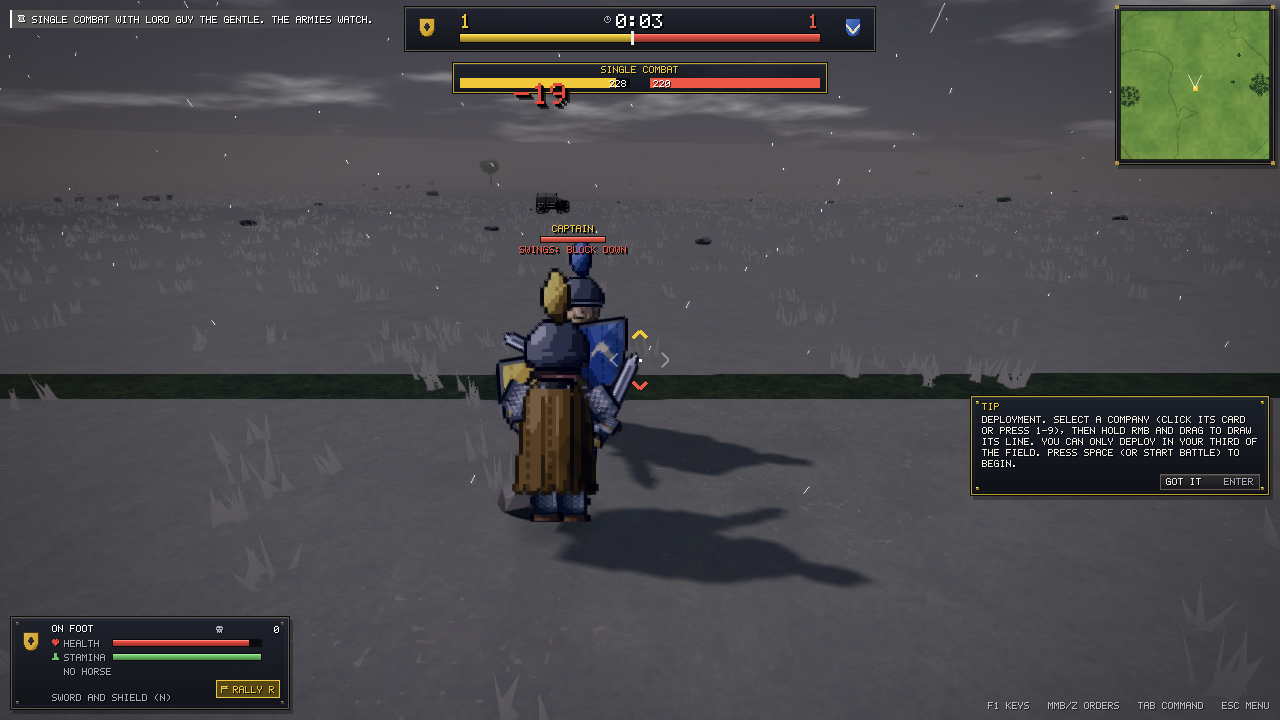 SINGLE COMBAT WITH LORD GUY THE GENTLE. THE ARMIES WATCH.
1
0:03
1
SINGLE COMBAT
228
220
-19
CAPTAIN
SWINGS: BLOCK DOWN
TIP
DEPLOYMENT. SELECT A COMPANY (CLICK ITS CARD
OR PRESS 1-9), THEN HOLD RMB AND DRAG TO DRAW
ITS LINE. YOU CAN ONLY DEPLOY IN YOUR THIRD OF
THE FIELD. PRESS SPACE (OR START BATTLE) TO
BEGIN.
GOT IT ENTER
ON FOOT
0
HEALTH
STAMINA
NO HORSE
SWORD AND SHIELD (N)
RALLY R
F1 KEYS
MMB/Z ORDERS
TAB COMMAND
ESC MENU